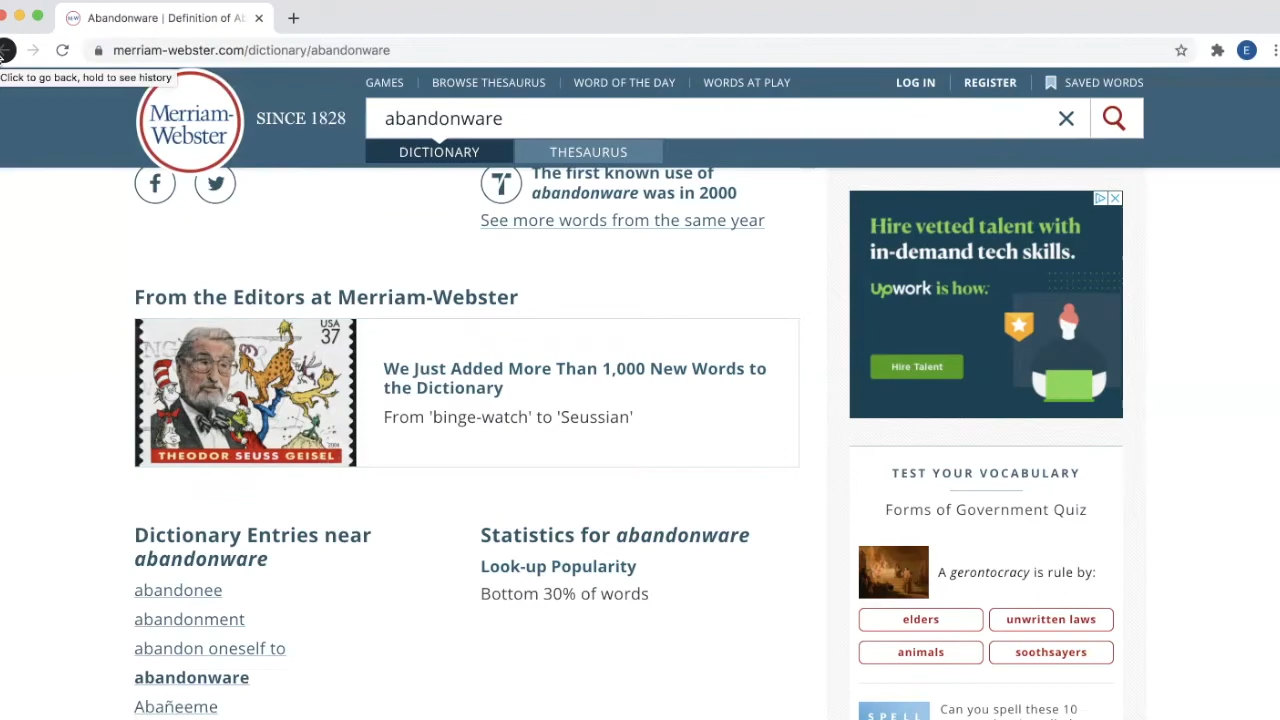 Abandonware | Definition of Ab
merriam-webster.com/dictionary/abandonware
E
Click to go back, hold to see history
Merriam-
Webster
SINCE 1828
GAMES
BROWSE THESAURUS
WORD OF THE DAY
WORDS AT PLAY
LOG IN
REGISTER
SAVED WORDS
abandonware
DICTIONARY
THESAURUS
The first known use of
abandonware was in 2000
See more words from the same year
From the Editors at Merriam-Webster
USA
37
THEODOR SEUSS GEISEL
We Just Added More Than 1,000 New Words to
the Dictionary
From 'binge-watch' to 'Seussian'
Dictionary Entries near
abandonware
abandonee
abandonment
abandon oneself to
abandonware
Abañeeme
Statistics for abandonware
Look-up Popularity
Bottom 30% of words
Hire vetted talent with
in-demand tech skills.
Upwork is how.
Hire Talent
TEST YOUR VOCABULARY
Forms of Government Quiz
A gerontocracy is rule by:
elders
unwritten laws
animals
soothsayers
SPELL
Can you spell these 10